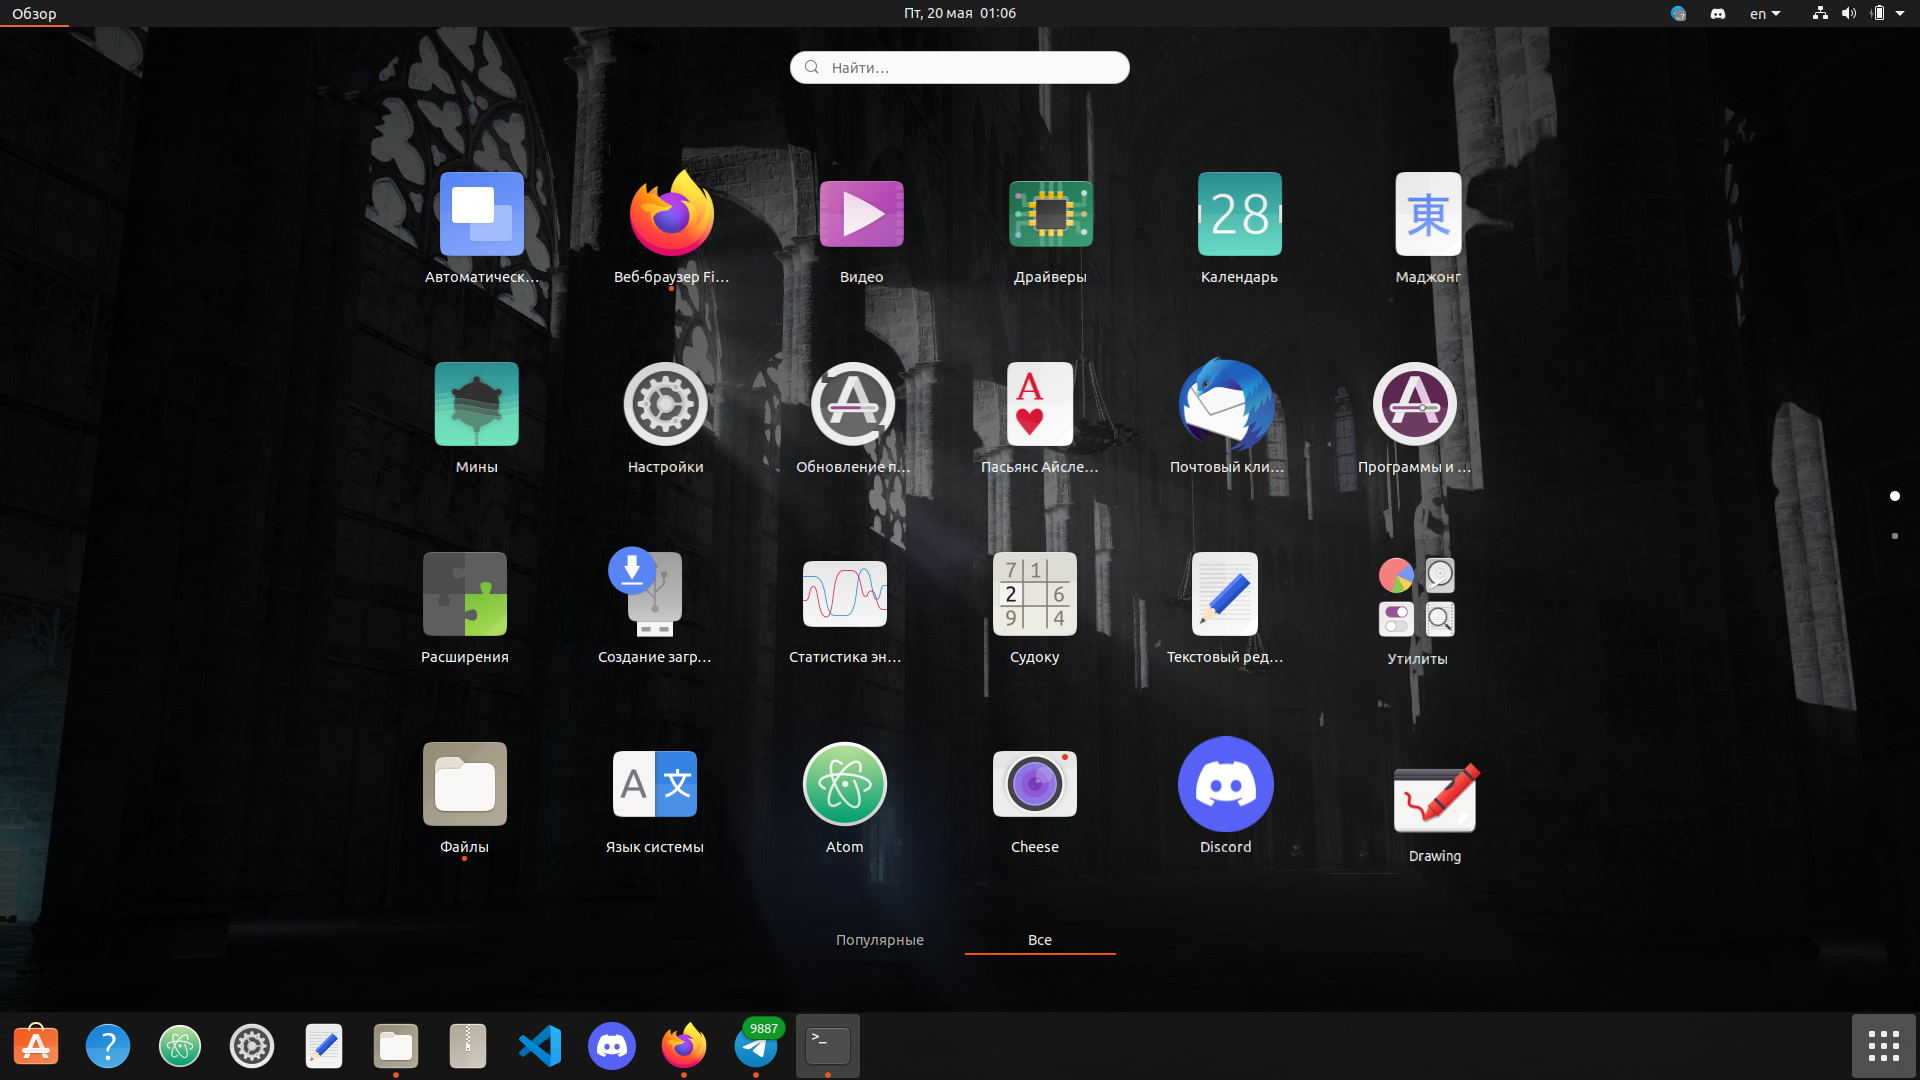 Обзор
Пт, 20 мая 01:06
en
Найти...
Автоматическ...
Веб-браузер Fi...
Видео
Драйверы
28
Календарь
東
Маджонг
Мины
Настройки
Обновление п...
A
Пасьянс Айсле...
Почтовый кли...
Программы и ...
Расширения
Создание загр...
Статистика эн...
7 1
2 6
9 4
Судоку
Текстовый ред...
Утилиты
Файлы
A 文
Язык системы
Atom
Cheese
Discord
Drawing
Популярные
Все
?
9887
>_